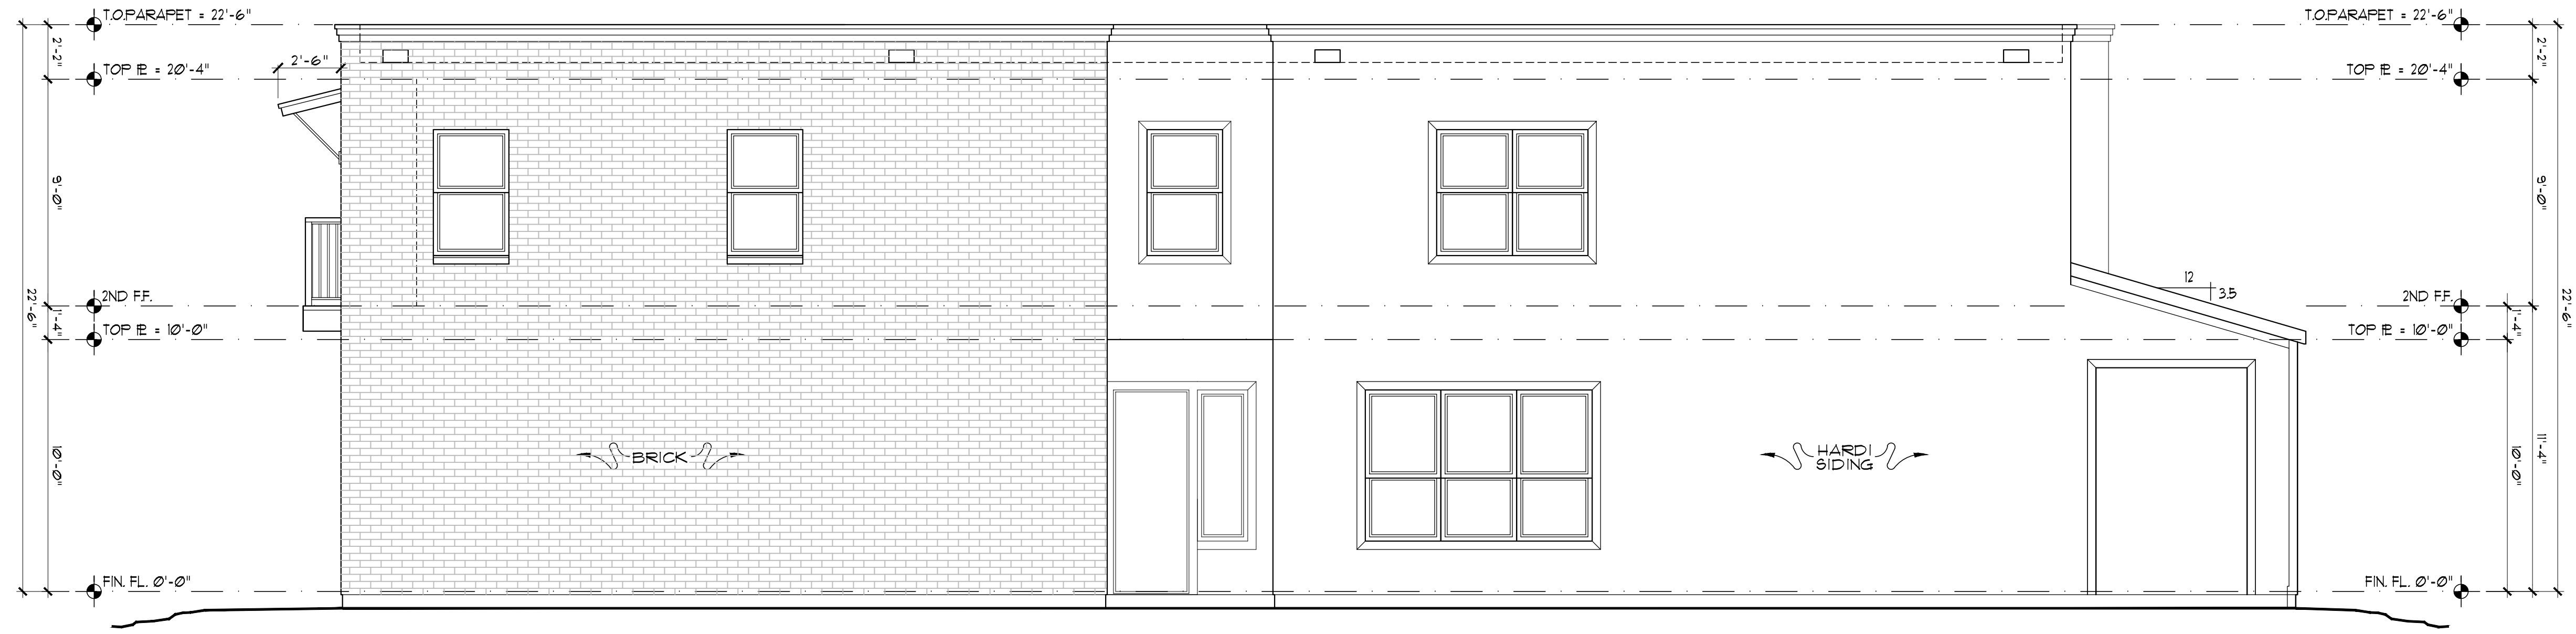 T.O.PARAPET = 22'-6"
T.O.PARAPET = 22'-6"
2'-2"
2'-6"
TOP PL = 20'-4"
TOP PL = 20'-4"
2'-2"
9'-0"
9'-0"
12
3.5
2ND F.F.
2ND F.F.
22'-6"
1'-4"
1'-4"
22'-6"
TOP PL = 10'-0"
TOP PL = 10'-0"
BRICK
HARDI
SIDING
10'-0"
10'-0"
11'-4"
FIN. FL. 0'-0"
FIN. FL. 0'-0"